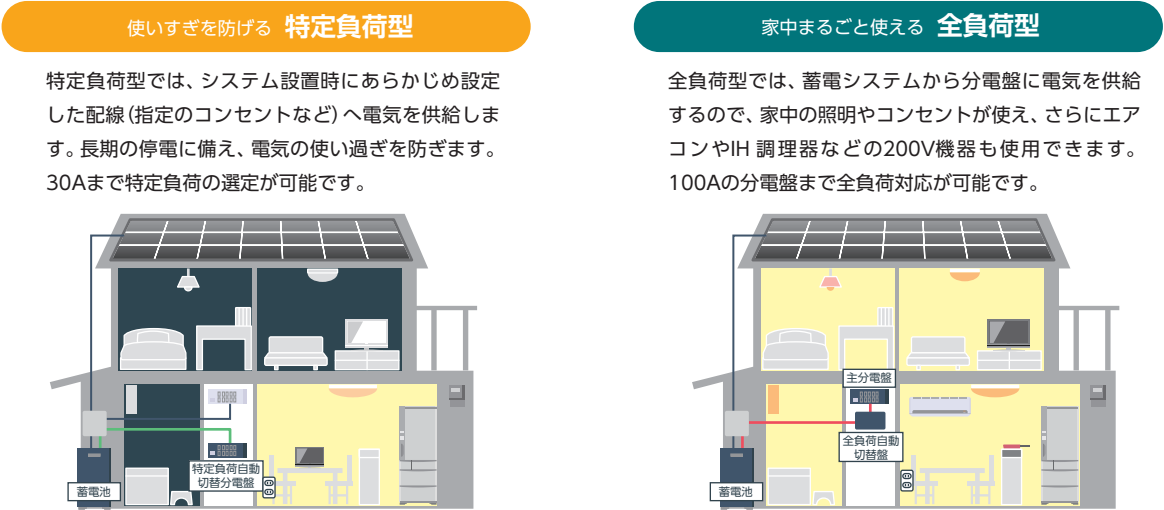 使いすぎを防げる 特定負荷型
特定負荷型では、システム設置時にあらかじめ設定
した配線(指定のコンセントなど)へ電気を供給しま
す。長期の停電に備え、電気の使い過ぎを防ぎます。
30Aまで特定負荷の選定が可能です。
特定負荷自動
切替分電盤
蓄電池
家中まるごと使える 全負荷型
全負荷型では、蓄電システムから分電盤に電気を供給
するので、家中の照明やコンセントが使え、さらにエア
コンやIH 調理器などの200V機器も使用できます。
100Aの分電盤まで全負荷対応が可能です。
主分電盤
全負荷自動
切替盤
蓄電池